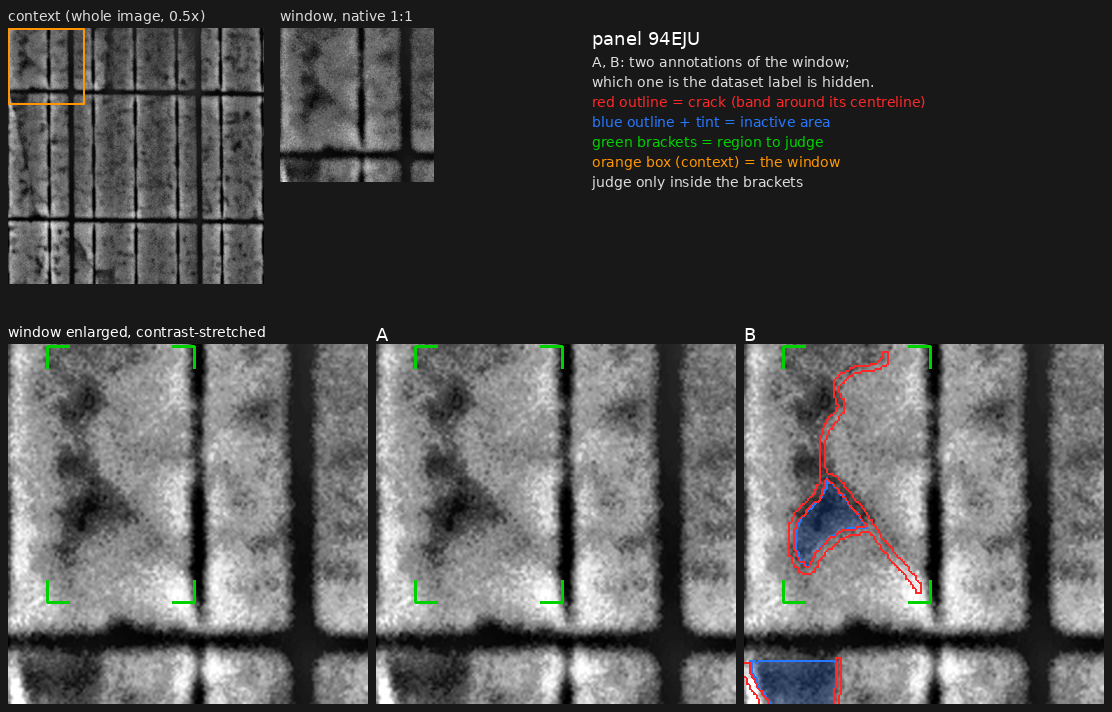 context (whole image, 0.5x)
window, native 1:1
panel 94EJU
A, B: two annotations of the window;
which one is the dataset label is hidden.
red outline = crack (band around its centreline)
blue outline + tint = inactive area
green brackets = region to judge
orange box (context) = the window
judge only inside the brackets
window enlarged, contrast-stretched
A
B